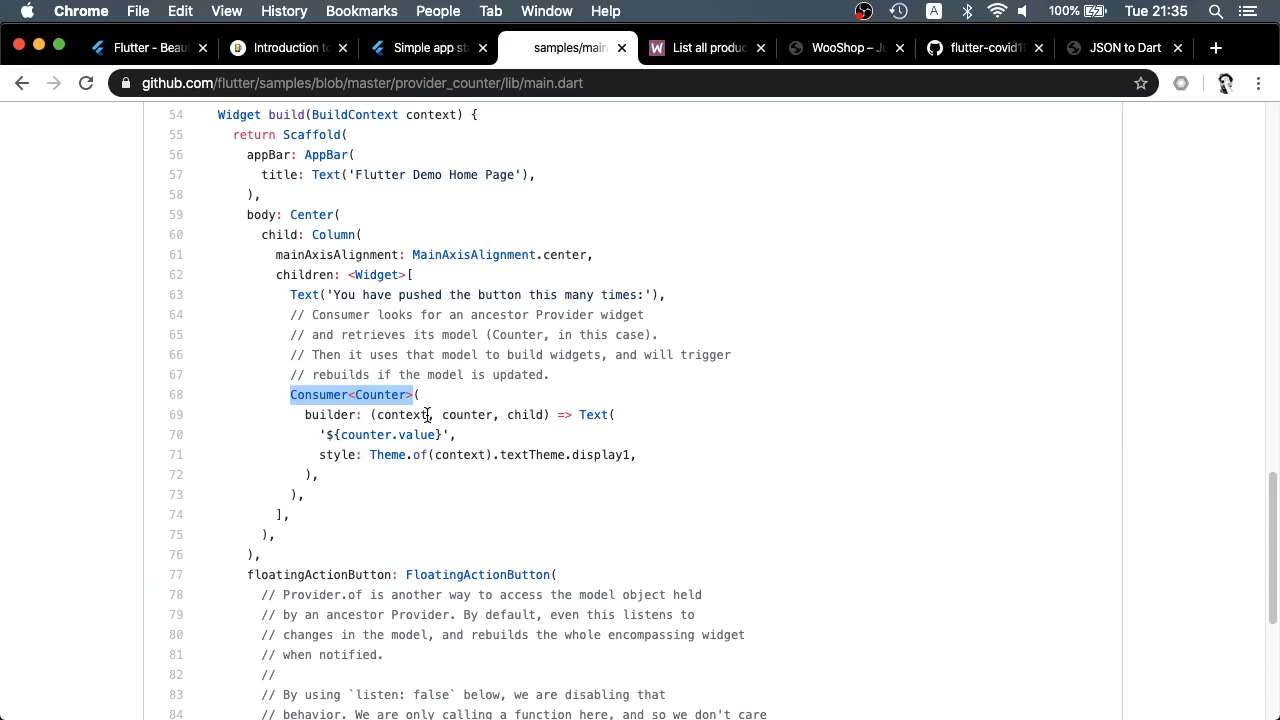 Chrome File Edit View History Bookmarks People Tab Window Help A 100% Tue 21:35
Flutter - Beau Introduction to Simple app sta samples/main W List all produc WooShop – Ju flutter-covid19 JSON to Dart
github.com/flutter/samples/blob/master/provider_counter/lib/main.dart
54 Widget build(BuildContext context) {
55 return Scaffold(
56 appBar: AppBar(
57 title: Text('Flutter Demo Home Page'),
58 ),
59 body: Center(
60 child: Column(
61 mainAxisAlignment: MainAxisAlignment.center,
62 children: <Widget>[
63 Text('You have pushed the button this many times:'),
64 // Consumer looks for an ancestor Provider widget
65 // and retrieves its model (Counter, in this case).
66 // Then it uses that model to build widgets, and will trigger
67 // rebuilds if the model is updated.
68 Consumer<Counter>(
69 builder: (context, counter, child) => Text(
70 '${counter.value}',
71 style: Theme.of(context).textTheme.display1,
72 ),
73 ),
74 ],
75 ),
76 ),
77 floatingActionButton: FloatingActionButton(
78 // Provider.of is another way to access the model object held
79 // by an ancestor Provider. By default, even this listens to
80 // changes in the model, and rebuilds the whole encompassing widget
81 // when notified.
82 //
83 // By using `listen: false` below, we are disabling that
84 // behavior. We are only calling a function here, and so we don't care